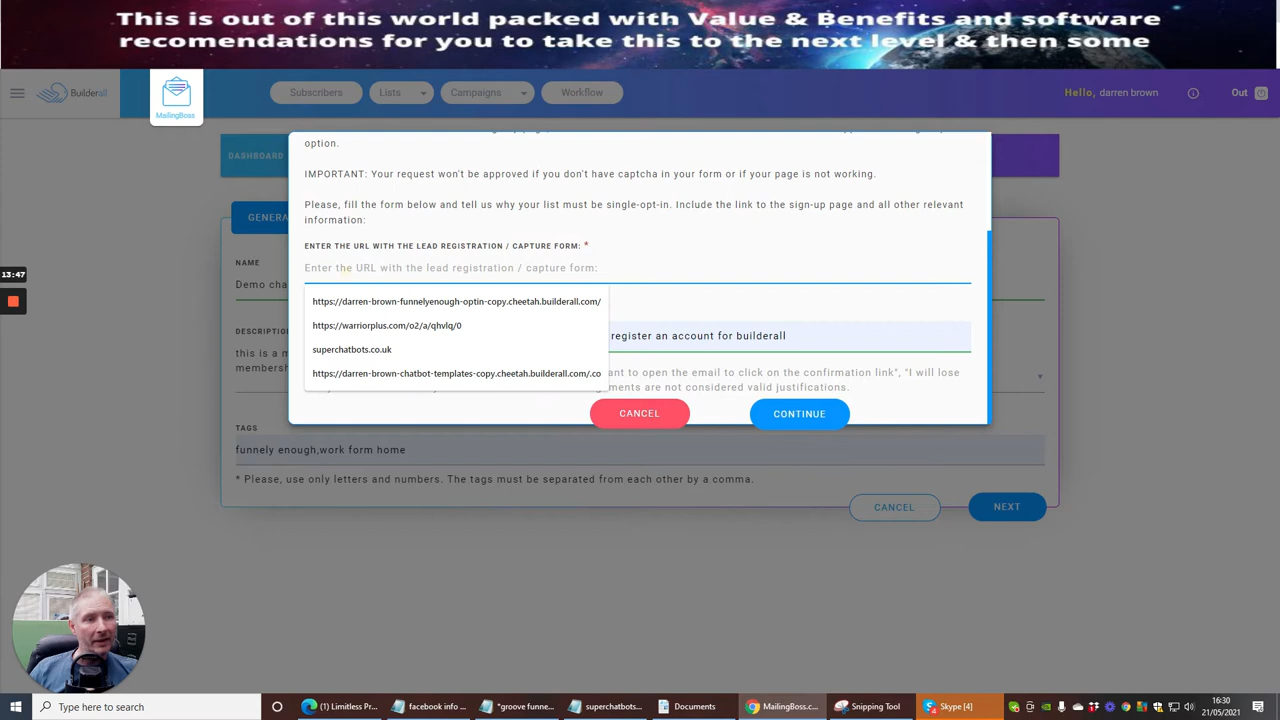 This is out of this world packed with Value & Benefits and software
recomendations for you to take this to the next level & then some
Builderall
MailingBoss
Subscribers
Lists
Campaigns
Workflow
Hello, darren brown
Out
DASHBOARD
option.
IMPORTANT: Your request won't be approved if you don't have captcha in your form or if your page is not working.
Please, fill the form below and tell us why your list must be single-opt-in. Include the link to the sign-up page and all other relevant
information:
GENERA
ENTER THE URL WITH THE LEAD REGISTRATION / CAPTURE FORM: *
Enter the URL with the lead registration / capture form:
NAME
Demo cha
13:47
https://darren-brown-funnelyenough-optin-copy.cheetah.builderall.com/
https://warriorplus.com/o2/a/qhvlq/0
superchatbots.co.uk
https://darren-brown-chatbot-templates-copy.cheetah.builderall.com/.co
register an account for builderall
DESCRIPTION
this is a m
membersh
ant to open the email to click on the confirmation link", "I will lose
gements are not considered valid justifications.
CANCEL
CONTINUE
TAGS
funnely enough,work form home
* Please, use only letters and numbers. The tags must be separated from each other by a comma.
CANCEL
NEXT
Type here to search
(1) Limitless Pr...
facebook info ...
*groove funne...
superchatbots...
Documents
MailingBoss.c...
Snipping Tool
Skype [4]
16:30
21/05/2021